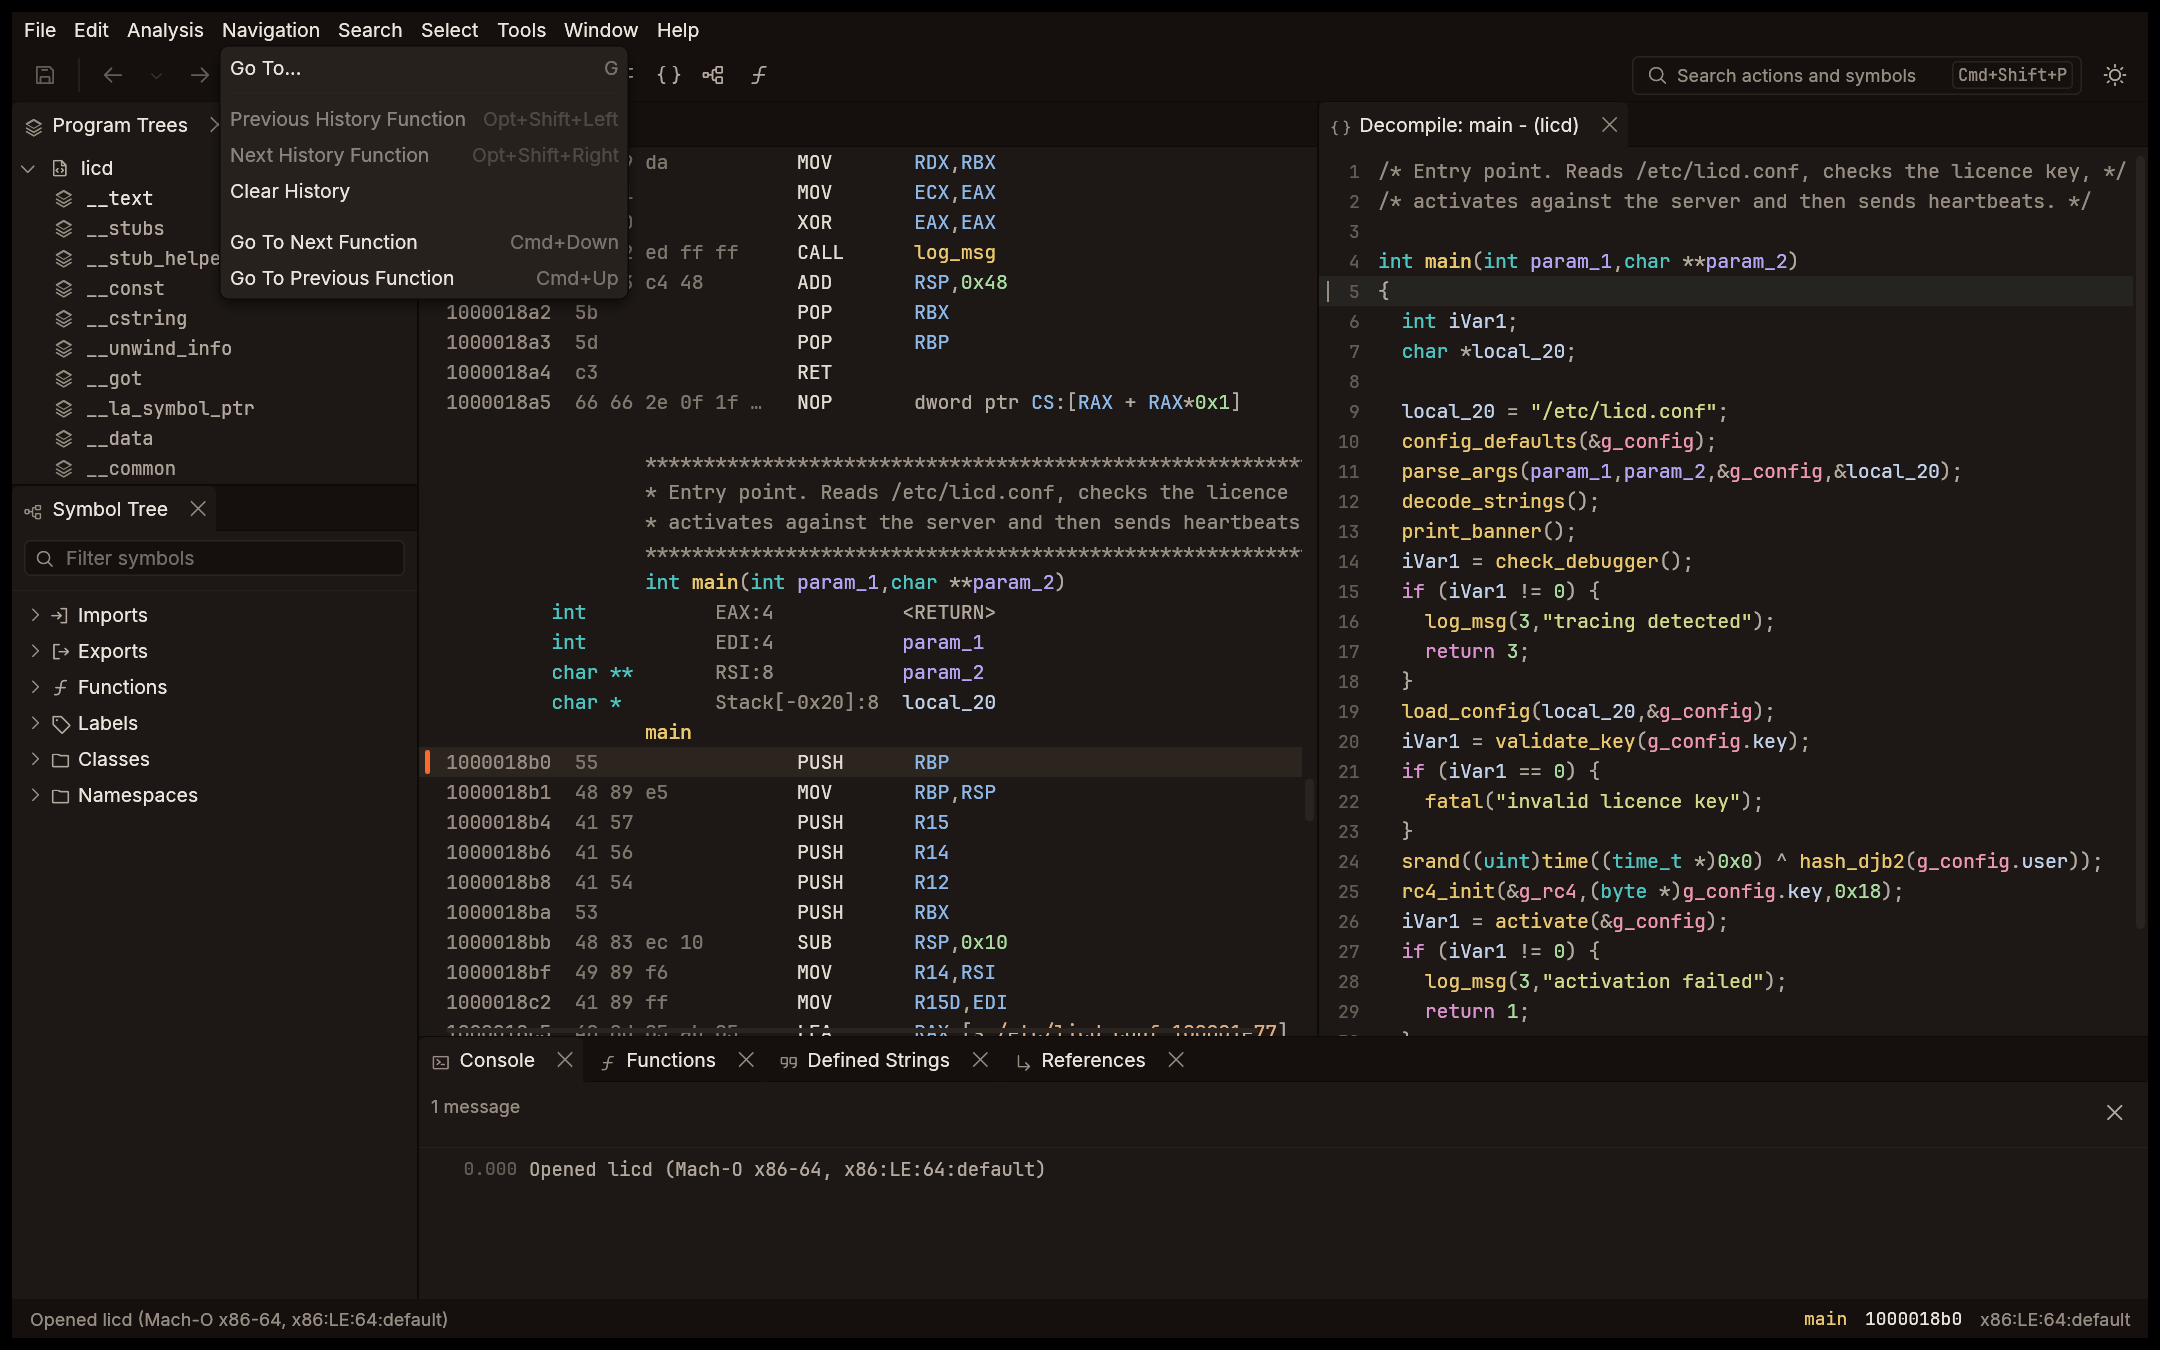 File Edit Analysis Navigation Search Select Tools Window Help
Search actions and symbols Cmd+Shift+P
Go To... G
Previous History Function Opt+Shift+Left
Next History Function Opt+Shift+Right
Clear History
Go To Next Function Cmd+Down
Go To Previous Function Cmd+Up
Program Trees
licd
__text
__stubs
__stub_helpe
__const
__cstring
__unwind_info
__got
__la_symbol_ptr
__data
__common
Symbol Tree
Filter symbols
Imports
Exports
Functions
Labels
Classes
Namespaces
da MOV RDX,RBX
MOV ECX,EAX
XOR EAX,EAX
ed ff ff CALL log_msg
c4 48 ADD RSP,0x48
1000018a2 5b POP RBX
1000018a3 5d POP RBP
1000018a4 c3 RET
1000018a5 66 66 2e 0f 1f … NOP dword ptr CS:[RAX + RAX*0x1]
********************************************************
* Entry point. Reads /etc/licd.conf, checks the licence
* activates against the server and then sends heartbeats
********************************************************
int main(int param_1,char **param_2)
int EAX:4 <RETURN>
int EDI:4 param_1
char ** RSI:8 param_2
char * Stack[-0x20]:8 local_20
main
1000018b0 55 PUSH RBP
1000018b1 48 89 e5 MOV RBP,RSP
1000018b4 41 57 PUSH R15
1000018b6 41 56 PUSH R14
1000018b8 41 54 PUSH R12
1000018ba 53 PUSH RBX
1000018bb 48 83 ec 10 SUB RSP,0x10
1000018bf 49 89 f6 MOV R14,RSI
1000018c2 41 89 ff MOV R15D,EDI
Decompile: main - (licd)
1 /* Entry point. Reads /etc/licd.conf, checks the licence key, */
2 /* activates against the server and then sends heartbeats. */
3
4 int main(int param_1,char **param_2)
5 {
6 int iVar1;
7 char *local_20;
8
9 local_20 = "/etc/licd.conf";
10 config_defaults(&g_config);
11 parse_args(param_1,param_2,&g_config,&local_20);
12 decode_strings();
13 print_banner();
14 iVar1 = check_debugger();
15 if (iVar1 != 0) {
16 log_msg(3,"tracing detected");
17 return 3;
18 }
19 load_config(local_20,&g_config);
20 iVar1 = validate_key(g_config.key);
21 if (iVar1 == 0) {
22 fatal("invalid licence key");
23 }
24 srand((uint)time((time_t *)0x0) ^ hash_djb2(g_config.user));
25 rc4_init(&g_rc4,(byte *)g_config.key,0x18);
26 iVar1 = activate(&g_config);
27 if (iVar1 != 0) {
28 log_msg(3,"activation failed");
29 return 1;
Console Functions Defined Strings References
1 message
0.000 Opened licd (Mach-O x86-64, x86:LE:64:default)
Opened licd (Mach-O x86-64, x86:LE:64:default)
main 1000018b0 x86:LE:64:default